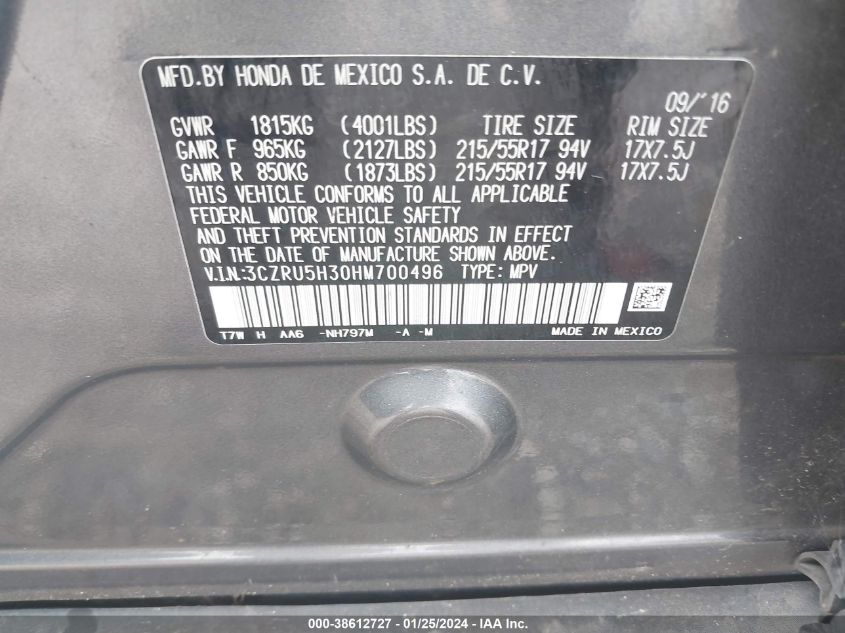 MFD.BY HONDA DE MEXICO S.A. DE C.V.
09/'16
GVWR 1815KG (4001LBS) TIRE SIZE RIM SIZE
GAWR F 965KG (2127LBS) 215/55R17 94V 17X7.5J
GAWR R 850KG (1873LBS) 215/55R17 94V 17X7.5J
THIS VEHICLE CONFORMS TO ALL APPLICABLE
FEDERAL MOTOR VEHICLE SAFETY
AND THEFT PREVENTION STANDARDS IN EFFECT
ON THE DATE OF MANUFACTURE SHOWN ABOVE.
V.I.N:3CZRU5H30HM700496 TYPE: MPV
T7W H AA6 -NH797M -A -M MADE IN MEXICO
000-38612727 - 01/25/2024 - IAA Inc.